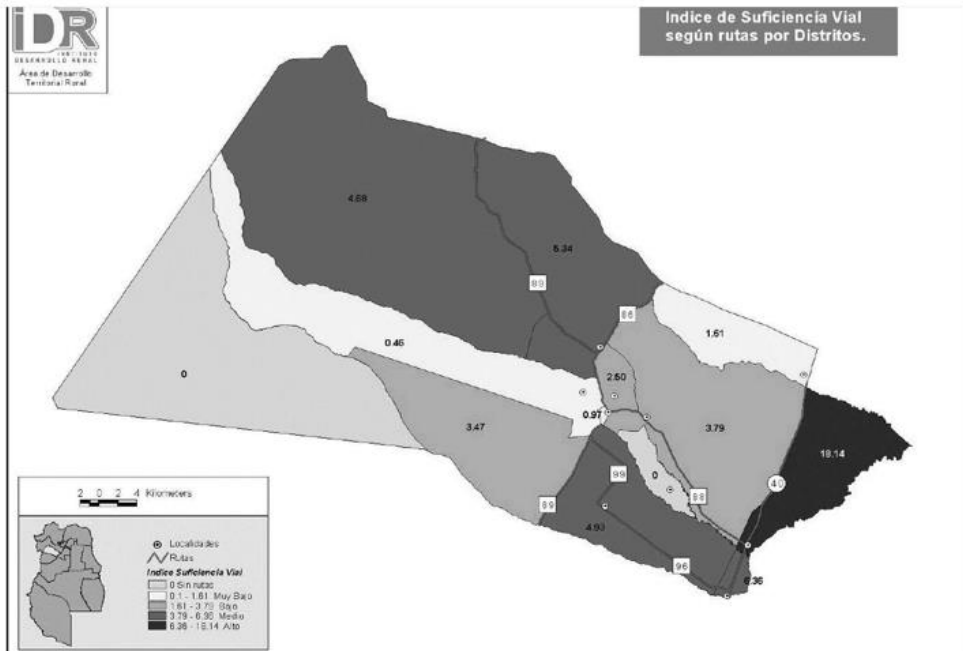 iDR
INSTITUTO
DESARROLLO RURAL
Área de Desarrollo
Territorial Rural
Indice de Suficiencia Vial
según rutas por Distritos.
4.68
5.34
89
86
1.61
0.46
0
2.50
0.97
3.47
3.79
18.14
0
99
40
88
89
4.93
96
6.36
2 0 2 4 Kilometers
Localidades
Rutas
Indice Suficiencia Vial
0 Sin rutas
0.1 - 1.61 Muy Bajo
1.61 - 3.79 Bajo
3.79 - 6.36 Medio
6.36 - 18.14 Alto